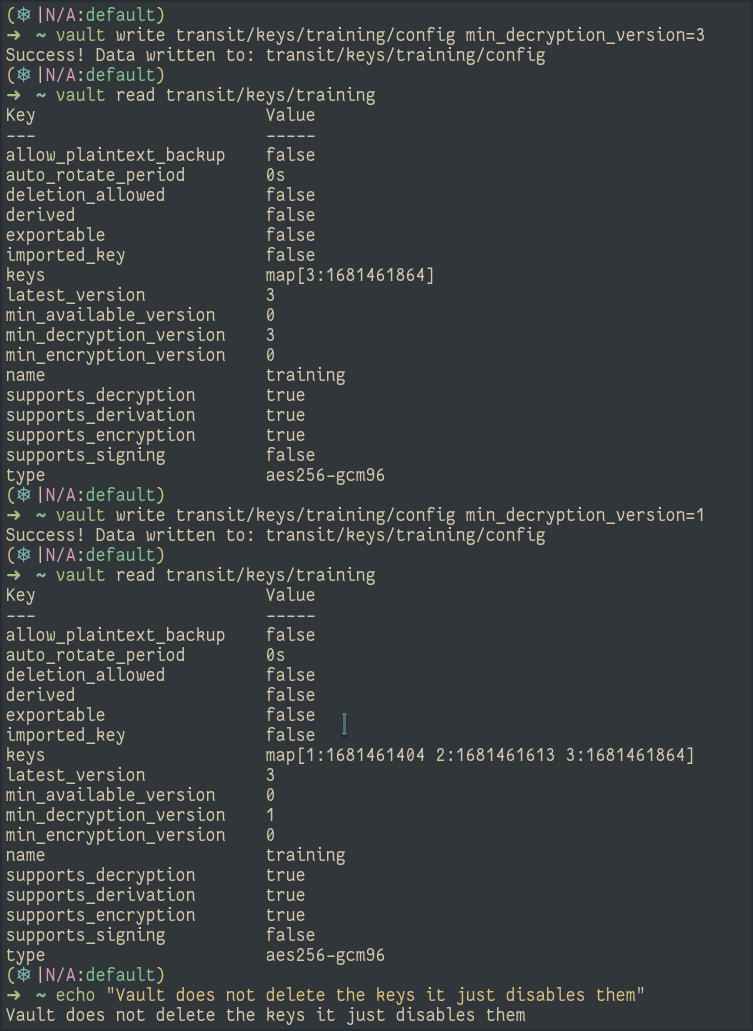 (☸ |N/A:default)
➜  ~ vault write transit/keys/training/config min_decryption_version=3
Success! Data written to: transit/keys/training/config
(☸ |N/A:default)
➜  ~ vault read transit/keys/training
Key                       Value
---                       -----
allow_plaintext_backup    false
auto_rotate_period        0s
deletion_allowed          false
derived                   false
exportable                false
imported_key              false
keys                      map[3:1681461864]
latest_version            3
min_available_version     0
min_decryption_version    3
min_encryption_version    0
name                      training
supports_decryption       true
supports_derivation       true
supports_encryption       true
supports_signing          false
type                      aes256-gcm96
(☸ |N/A:default)
➜  ~ vault write transit/keys/training/config min_decryption_version=1
Success! Data written to: transit/keys/training/config
(☸ |N/A:default)
➜  ~ vault read transit/keys/training
Key                       Value
---                       -----
allow_plaintext_backup    false
auto_rotate_period        0s
deletion_allowed          false
derived                   false
exportable                false
imported_key              false
keys                      map[1:1681461404 2:1681461613 3:1681461864]
latest_version            3
min_available_version     0
min_decryption_version    1
min_encryption_version    0
name                      training
supports_decryption       true
supports_derivation       true
supports_encryption       true
supports_signing          false
type                      aes256-gcm96
(☸ |N/A:default)
➜  ~ echo "Vault does not delete the keys it just disables them"
Vault does not delete the keys it just disables them